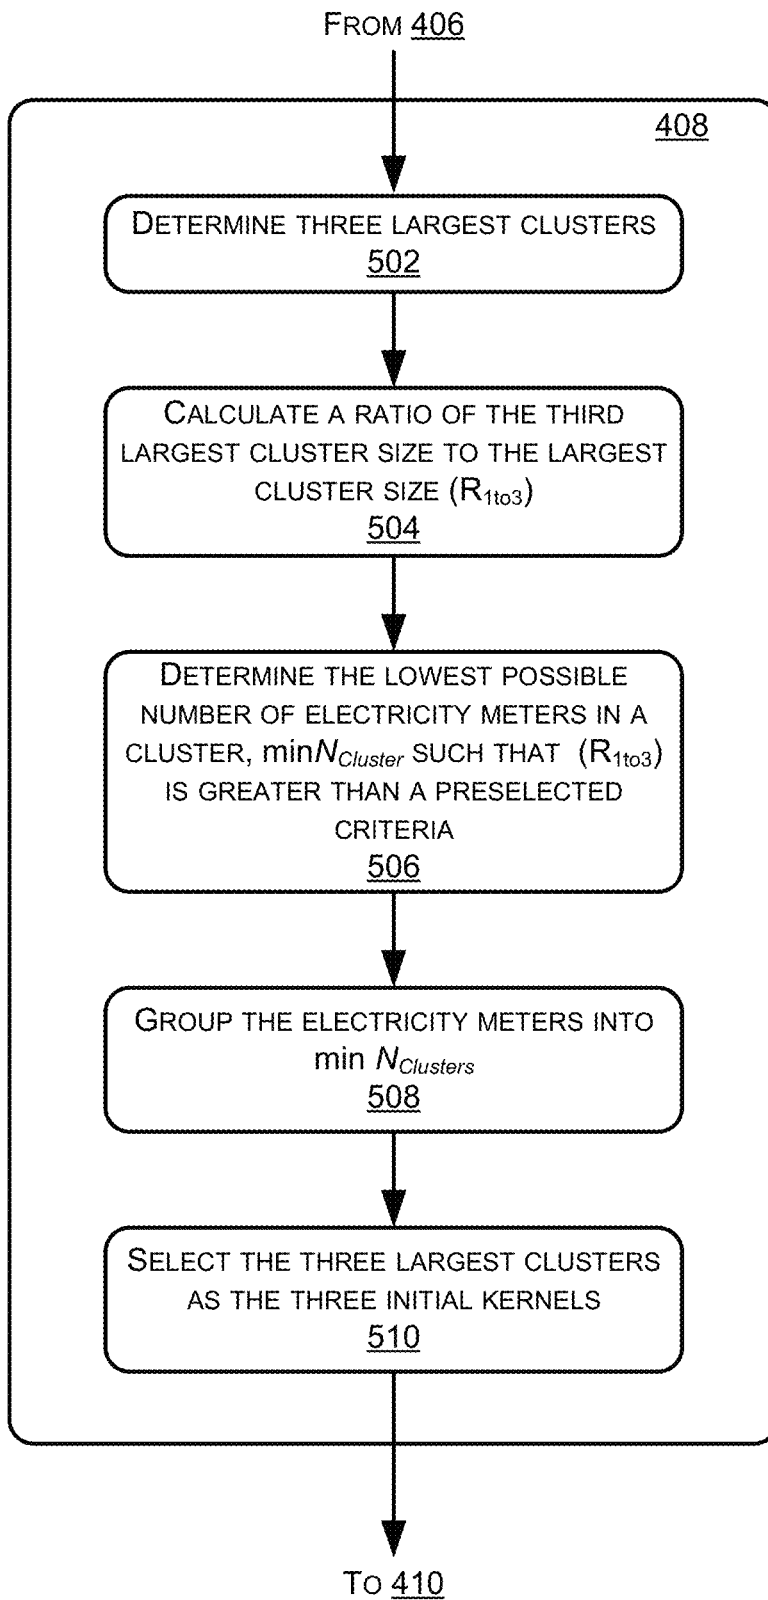 FROM 406
408
DETERMINE THREE LARGEST CLUSTERS
502
CALCULATE A RATIO OF THE THIRD
LARGEST CLUSTER SIZE TO THE LARGEST
CLUSTER SIZE (R1to3)
504
DETERMINE THE LOWEST POSSIBLE
NUMBER OF ELECTRICITY METERS IN A
CLUSTER, minNCluster SUCH THAT (R1to3)
IS GREATER THAN A PRESELECTED
CRITERIA
506
GROUP THE ELECTRICITY METERS INTO
min NClusters
508
SELECT THE THREE LARGEST CLUSTERS
AS THE THREE INITIAL KERNELS
510
TO 410